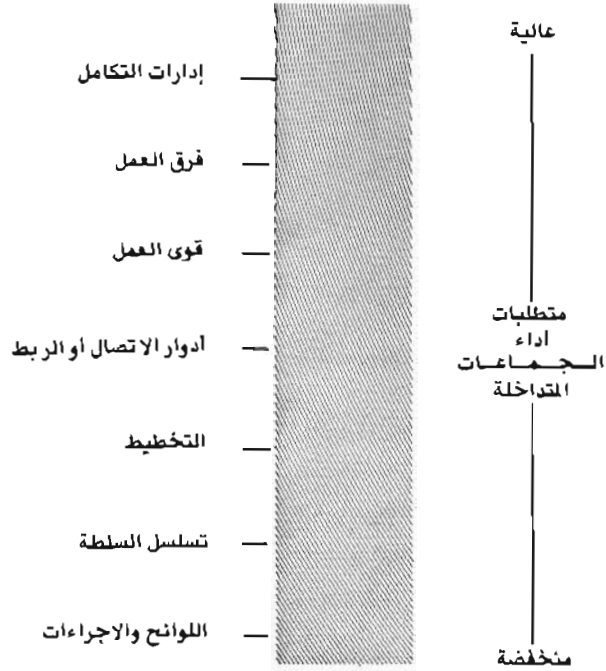 عالية
إدارات التكامل
فرق العمل
قوى العمل
متطلبات
اداء
الـجـمـاعـات
المتداخلة
أدوار الاتصال أو الربط
التخطيط
تسلسل السلطة
اللوائح والاجراءات
منخفضة